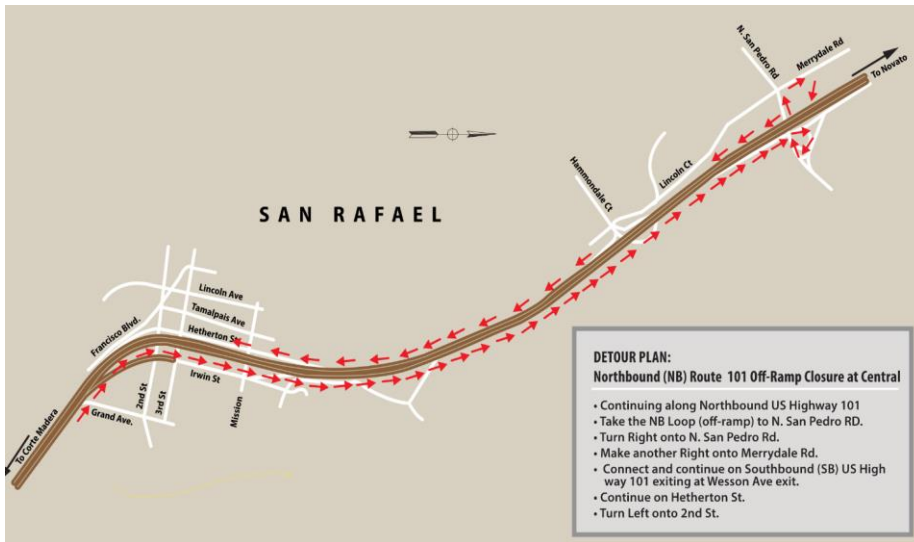 N. San Pedro Rd
Merrydale Rd
To Novato
Hammondale Ct
Lincoln Ct
SAN RAFAEL
Lincoln Ave
Tamalpais Ave
Hetherton St
Francisco Blvd.
Irwin St
2nd St
3rd St
Mission
Grand Ave.
To Corte Madera
DETOUR PLAN:
Northbound (NB) Route 101 Off-Ramp Closure at Central
• Continuing along Northbound US Highway 101
• Take the NB Loop (off-ramp) to N. San Pedro RD.
• Turn Right onto N. San Pedro Rd.
• Make another Right onto Merrydale Rd.
• Connect and continue on Southbound (SB) US High
way 101 exiting at Wesson Ave exit.
• Continue on Hetherton St.
• Turn Left onto 2nd St.